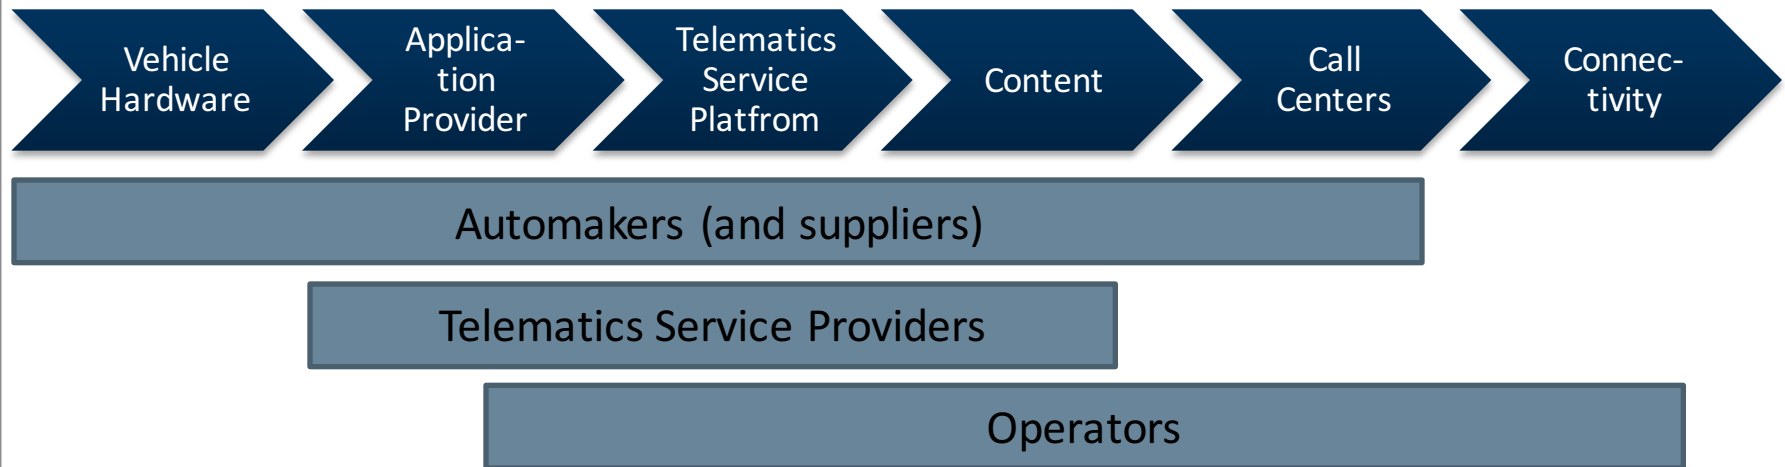 Vehicle
Hardware
Applica-
tion
Provider
Telematics
Service
Platfrom
Content
Call
Centers
Connec-
tivity
Automakers (and suppliers)
Telematics Service Providers
Operators